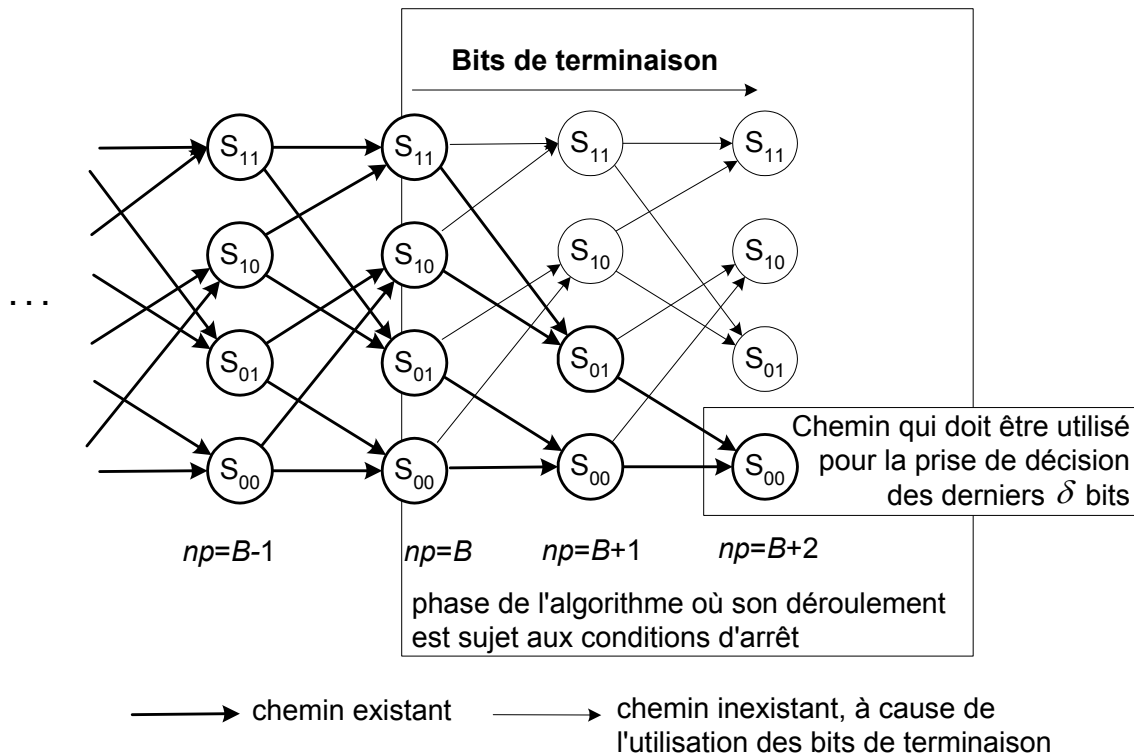 Bits de terminaison
S11 S11 S11 S11
S10 S10 S10 S10
. . .
S01 S01 S01 S01
S00 S00 S00 S00
Chemin qui doit être utilisé
pour la prise de décision
des derniers δ bits
np=B-1 np=B np=B+1 np=B+2
phase de l'algorithme où son déroulement
est sujet aux conditions d'arrêt
chemin existant
chemin inexistant, à cause de
l'utilisation des bits de terminaison